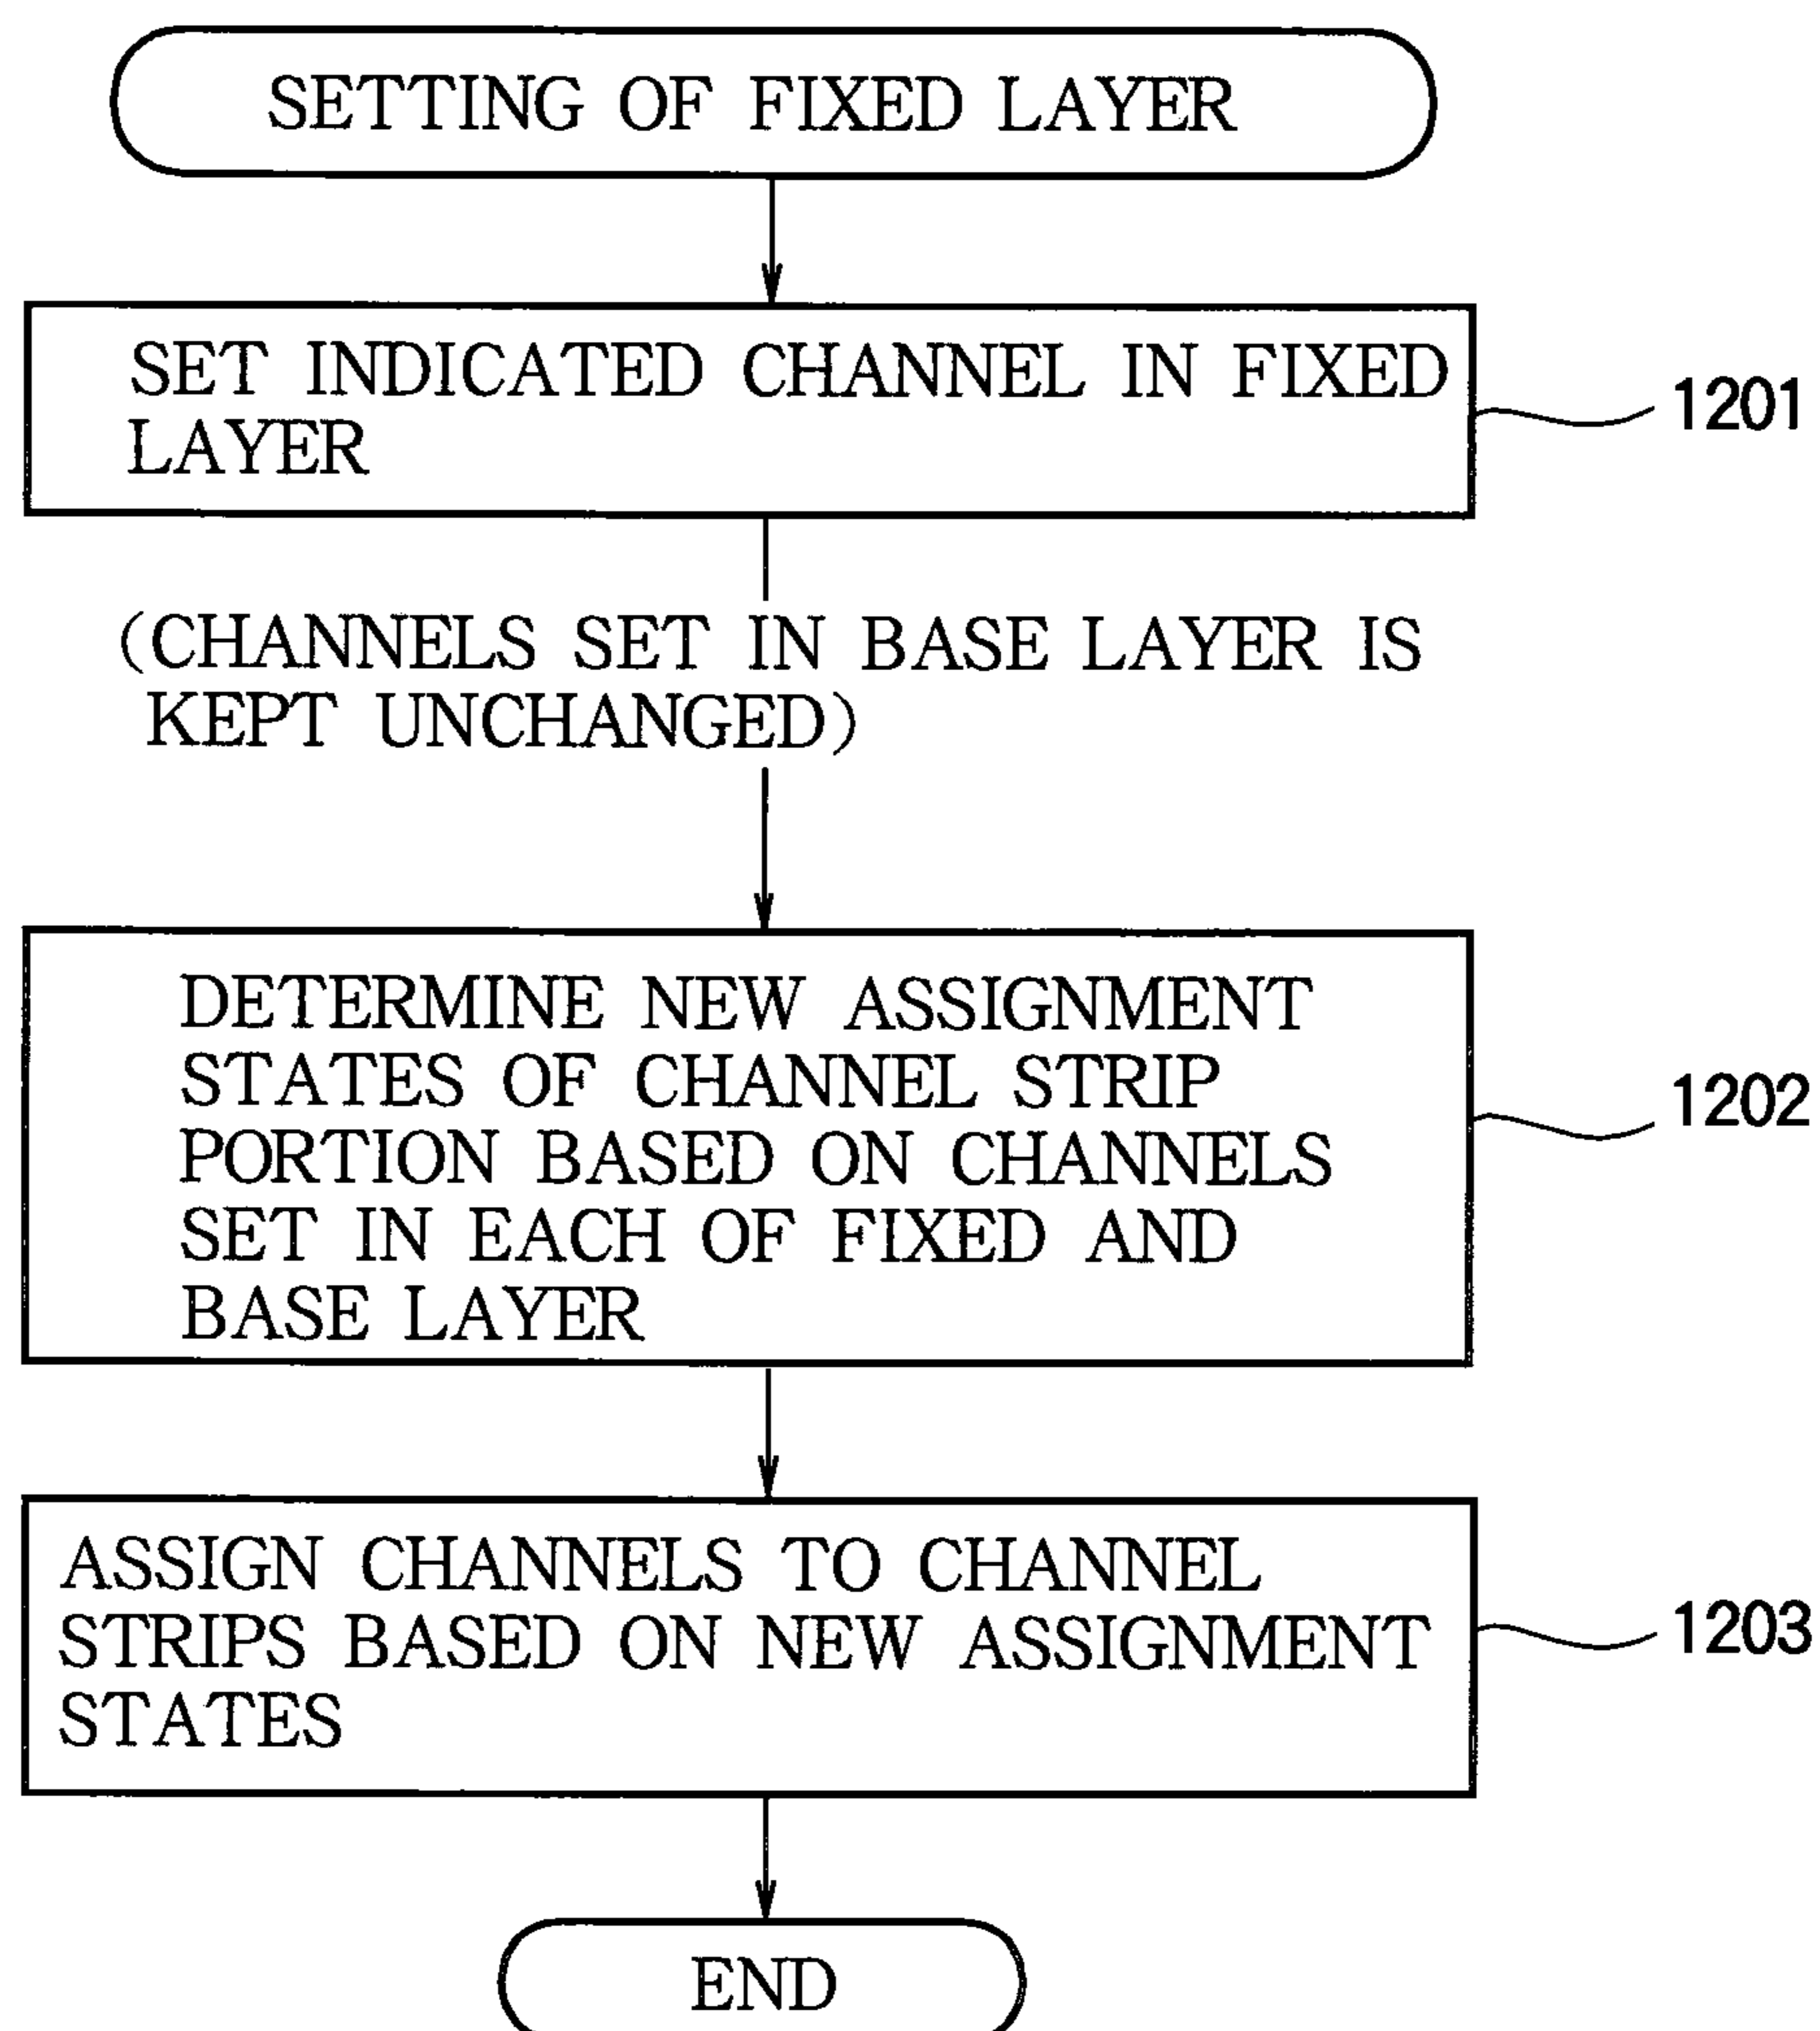 SETTING OF FIXED LAYER
SET INDICATED CHANNEL IN FIXED
LAYER
1201
(CHANNELS SET IN BASE LAYER IS
KEPT UNCHANGED)
DETERMINE NEW ASSIGNMENT
STATES OF CHANNEL STRIP
PORTION BASED ON CHANNELS
SET IN EACH OF FIXED AND
BASE LAYER
1202
ASSIGN CHANNELS TO CHANNEL
STRIPS BASED ON NEW ASSIGNMENT
STATES
1203
END